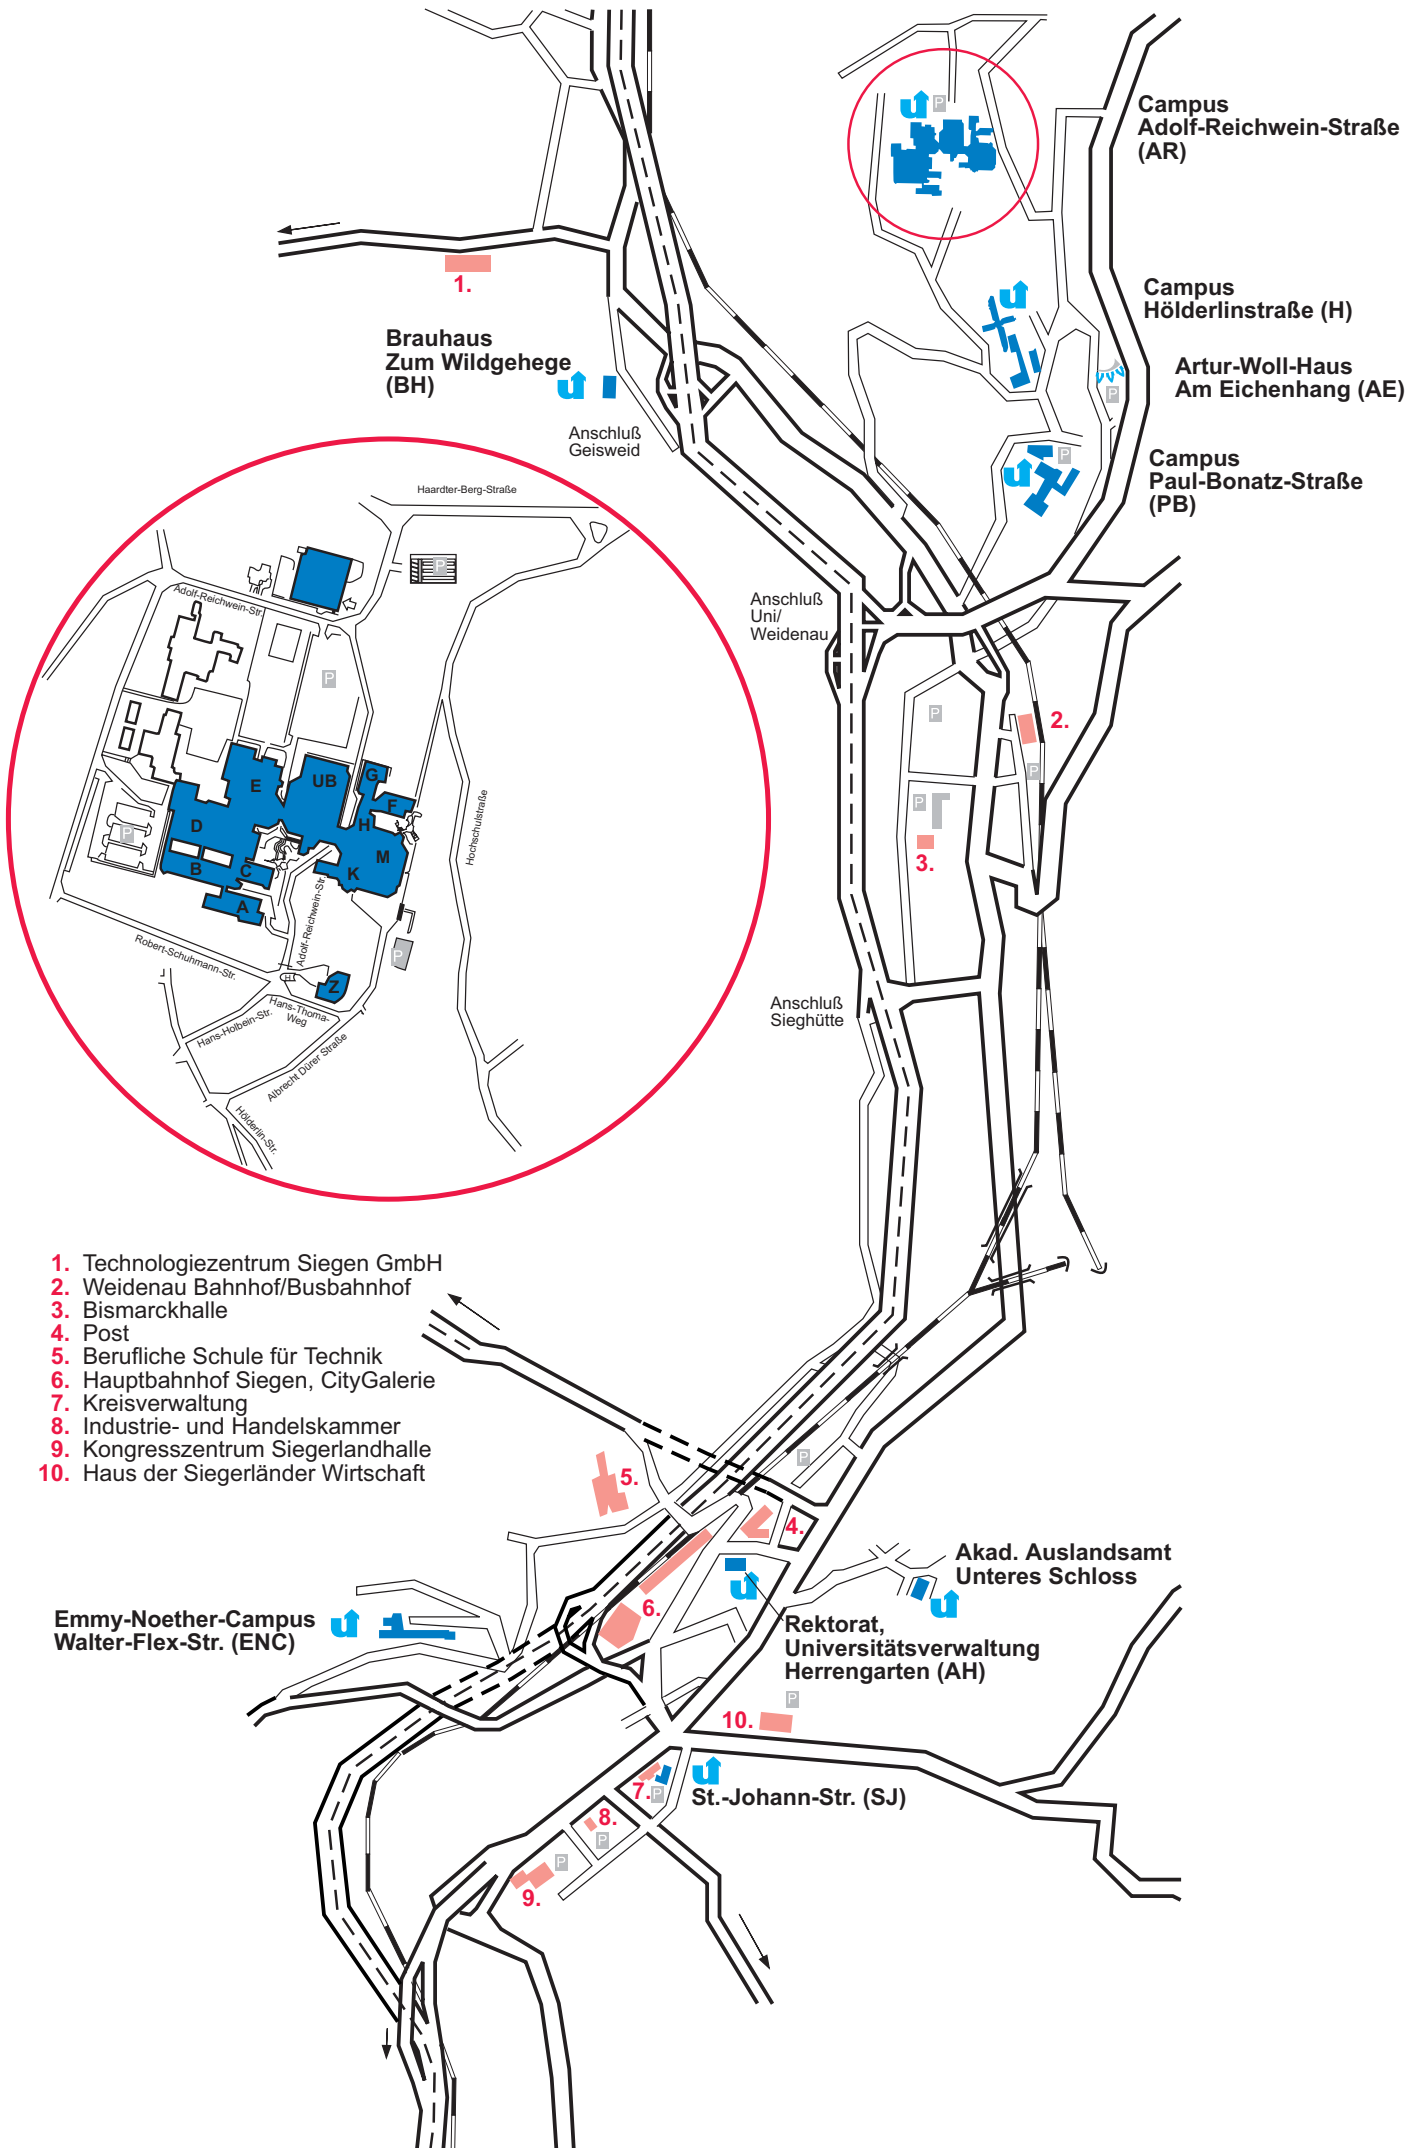 Campus
Adolf-Reichwein-Straße
(AR)
P
1.
Campus
Hölderlinstraße (H)
Brauhaus
Zum Wildgehege
(BH)
Artur-Woll-Haus
Am Eichenhang (AE)
P
Anschluß
Geisweid
Campus
Paul-Bonatz-Straße
(PB)
P
Haardter-Berg-Straße
P
Adolf-Reichwein-Str.
P
E
UB
G
F
D
H
M
P
B
C
K
A
Hochschulstraße
Adolf-Reichwein-Str.
Robert-Schuhmann-Str.
P
H
Z
Hans-Thoma-
Weg
Hans-Holbein-Str.
Albrecht Dürer Straße
Hölderlin-Str.
Anschluß
Uni/
Weidenau
P
2.
P
P
3.
Anschluß
Sieghütte
1. Technologiezentrum Siegen GmbH
2. Weidenau Bahnhof/Busbahnhof
3. Bismarckhalle
4. Post
5. Berufliche Schule für Technik
6. Hauptbahnhof Siegen, CityGalerie
7. Kreisverwaltung
8. Industrie- und Handelskammer
9. Kongresszentrum Siegerlandhalle
10. Haus der Siegerländer Wirtschaft
P
5.
4.
Akad. Auslandsamt
Unteres Schloss
6.
Emmy-Noether-Campus
Walter-Flex-Str. (ENC)
Rektorat,
Universitätsverwaltung
Herrengarten (AH)
P
10.
7.
P
St.-Johann-Str. (SJ)
8.
P
P
9.